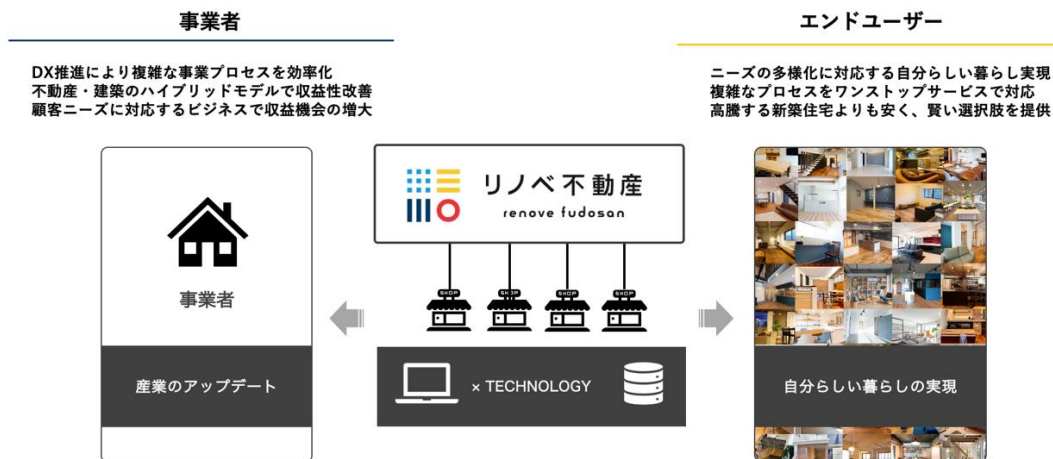 事業者
DX推進により複雑な事業プロセスを効率化
不動産・建築のハイブリッドモデルで収益性改善
顧客ニーズに対応するビジネスで収益機会の増大
事業者
産業のアップデート
リノベ不動産
renove fudosan
SHOP SHOP SHOP SHOP
× TECHNOLOGY
エンドユーザー
ニーズの多様化に対応する自分らしい暮らし実現
複雑なプロセスをワンストップサービスで対応
高騰する新築住宅よりも安く、賢い選択肢を提供
自分らしい暮らしの実現